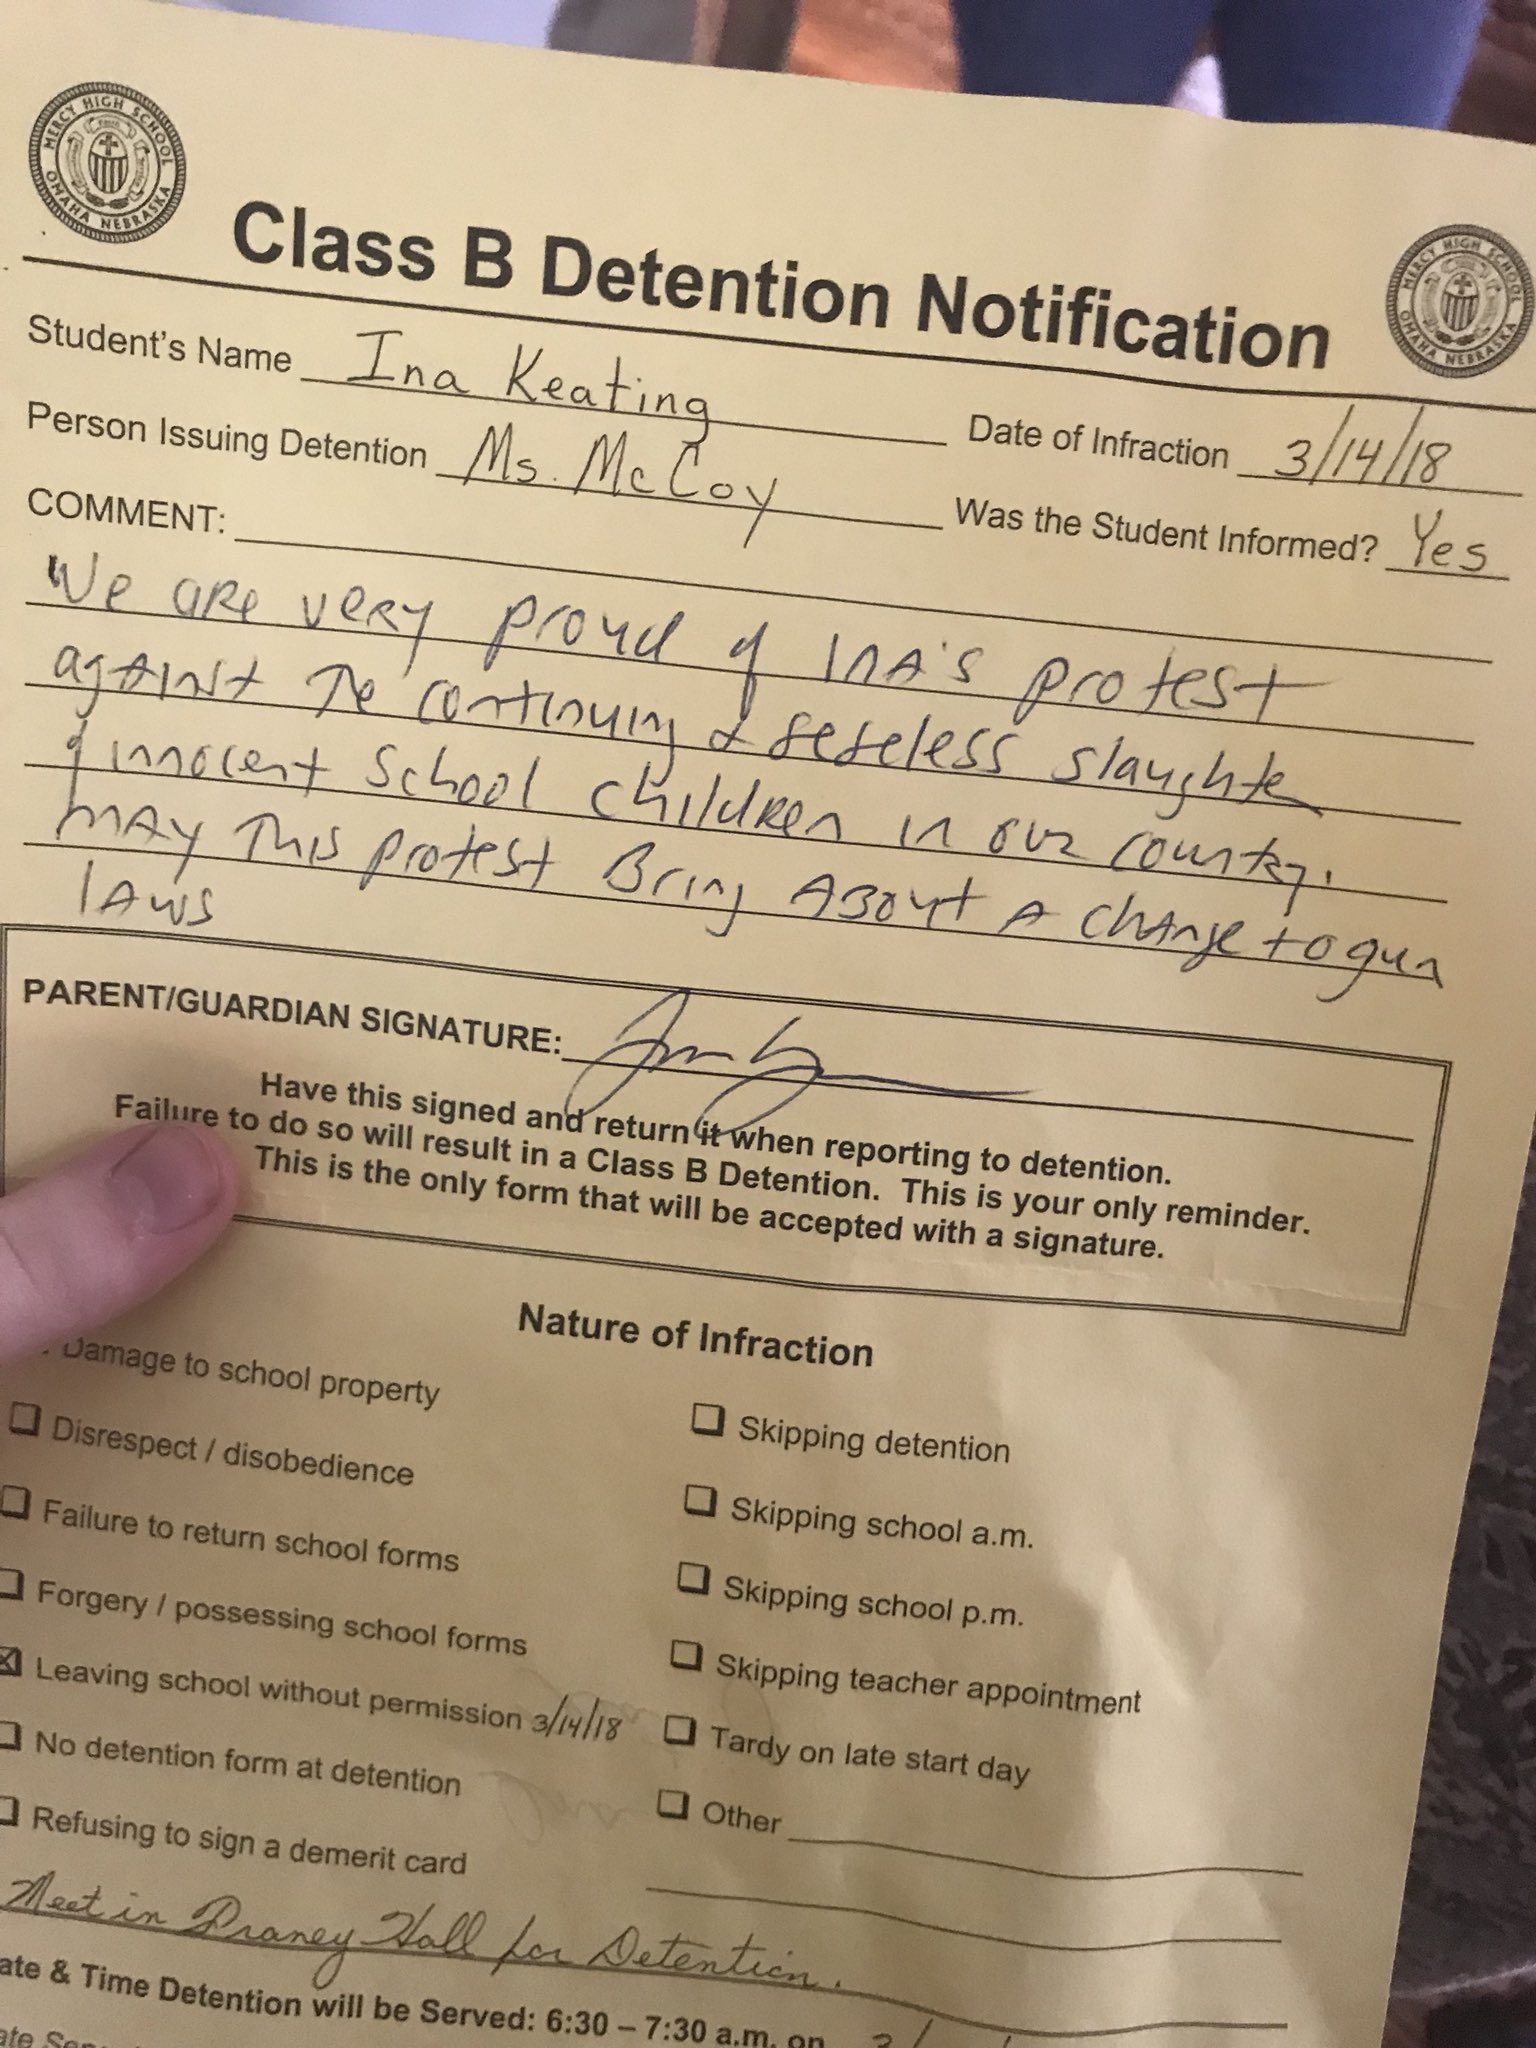 MERCY HIGH SCHOOL
OMAHA NEBRASKA
MERCY HIGH SCHOOL
OMAHA NEBRASKA
Class B Detention Notification
Student's Name Ina Keating
Date of Infraction 3/14/18
Person Issuing Detention Ms. McCoy
Was the Student Informed? Yes
COMMENT:
We are very proud of INA's protest
against the continuing & seseless slaughter
of innocent school children in our country.
may this protest Bring About A change to gun
laws
PARENT/GUARDIAN SIGNATURE:
Have this signed and return it when reporting to detention.
Failure to do so will result in a Class B Detention. This is your only reminder.
This is the only form that will be accepted with a signature.
Nature of Infraction
Damage to school property
Disrespect / disobedience
Failure to return school forms
Forgery / possessing school forms
Leaving school without permission 3/14/18
No detention form at detention
Refusing to sign a demerit card
Skipping detention
Skipping school a.m.
Skipping school p.m.
Skipping teacher appointment
Tardy on late start day
Other
Meet in Praney Hall for Detention.
ate & Time Detention will be Served: 6:30 – 7:30 a.m. on 3/